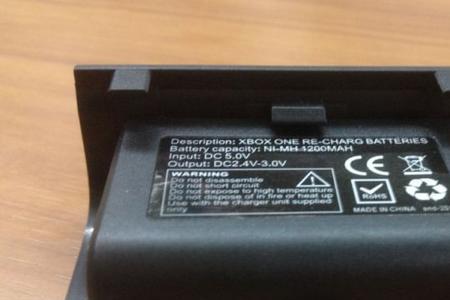 Description: XBOX ONE RE-CHARG BATTERIES
Battery capacity: Ni-MH 1200MAH
Input: DC 5.0V
Output: DC2.4V-3.0V
WARNING
Do not disassemble
Do not short circuit
Do not expose to high temperature
Do not dispose of in fire or heat up
Use with the charger unit supplied
only
CE
RoHS
MADE IN CHINA